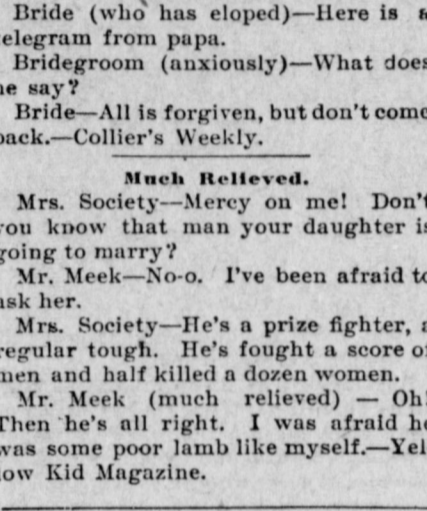 Bride (who has eloped)—Here is a
elegram from papa.
Bridegroom (anxiously)—What does
he say?
Bride—All is forgiven, but don't come
back.—Collier's Weekly.
Much Relieved.
Mrs. Society—Mercy on me! Don't
you know that man your daughter is
going to marry?
Mr. Meek—No-o. I've been afraid to
ask her.
Mrs. Society—He's a prize fighter, a
regular tough. He's fought a score of
men and half killed a dozen women.
Mr. Meek (much relieved) — Oh!
Then he's all right. I was afraid he
was some poor lamb like myself.—Yel-
low Kid Magazine.